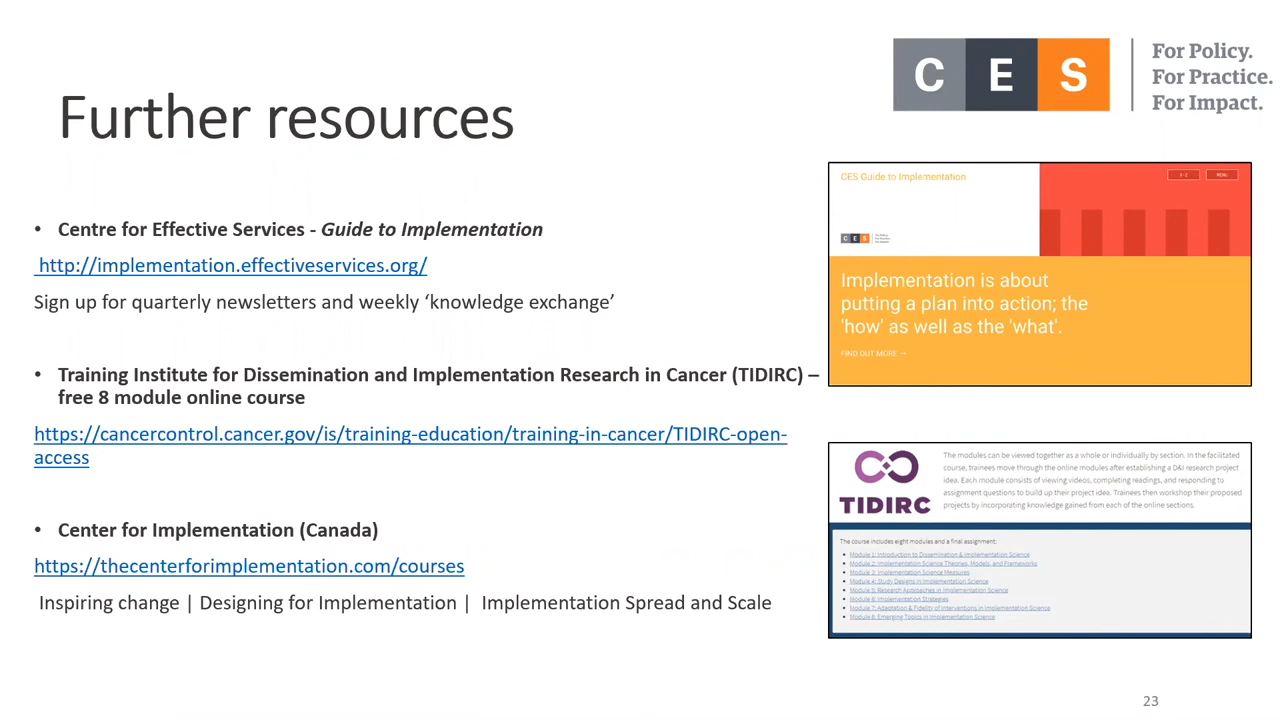 Further resources
C E S
For Policy.
For Practice.
For Impact.
• Centre for Effective Services - Guide to Implementation
http://implementation.effectiveservices.org/
Sign up for quarterly newsletters and weekly ‘knowledge exchange’
• Training Institute for Dissemination and Implementation Research in Cancer (TIDIRC) –
free 8 module online course
https://cancercontrol.cancer.gov/is/training-education/training-in-cancer/TIDIRC-open-
access
• Center for Implementation (Canada)
https://thecenterforimplementation.com/courses
Inspiring change | Designing for Implementation | Implementation Spread and Scale
CES Guide to Implementation
A - Z
MENU
C E S
For Policy.
For Practice.
For Impact.
Implementation is about
putting a plan into action; the
'how' as well as the 'what'.
FIND OUT MORE →
TIDIRC
The modules can be viewed together as a whole or individually by section. In the facilitated
course, trainees move through the online modules after establishing a D&I research project
idea. Each module consists of viewing videos, completing readings, and responding to
assignment questions to build up their project idea. Trainees then workshop their proposed
projects by incorporating knowledge gained from each of the online sections.
The course includes eight modules and a final assignment:
• Module 1: Introduction to Dissemination & Implementation Science
• Module 2: Implementation Science Theories, Models, and Frameworks
• Module 3: Implementation Science Measures
• Module 4: Study Designs in Implementation Science
• Module 5: Research Approaches in Implementation Science
• Module 6: Implementation Strategies
• Module 7: Adaptation & Fidelity of Interventions in Implementation Science
• Module 8: Emerging Topics in Implementation Science
23